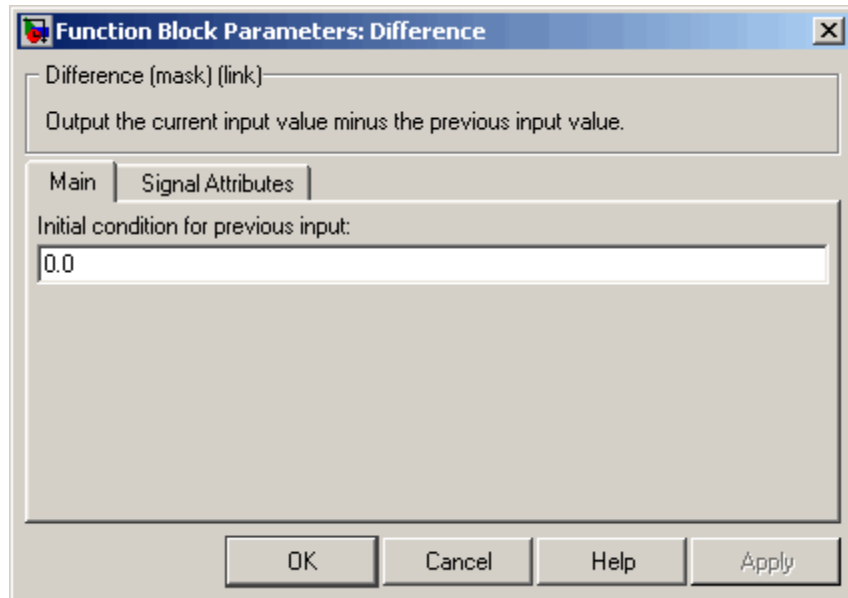 Function Block Parameters: Difference
Difference (mask) (link)
Output the current input value minus the previous input value.
Main
Signal Attributes
Initial condition for previous input:
0.0
OK
Cancel
Help
Apply